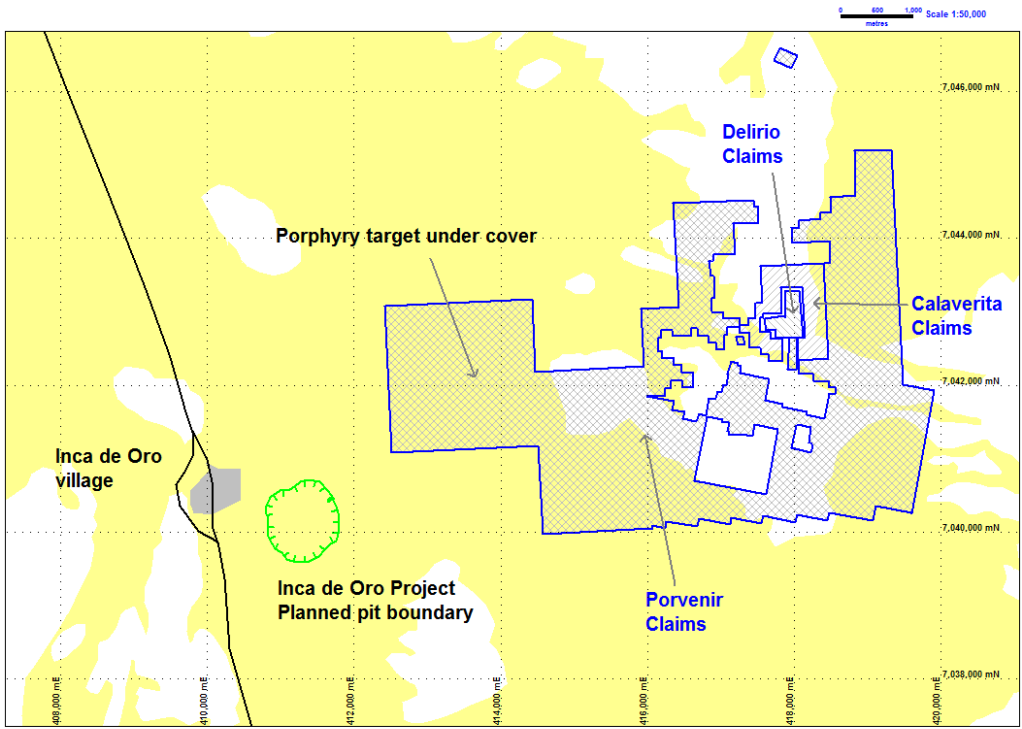 0 500 1,000
metres
Scale 1:50,000
7,046,000 mN
Delirio
Claims
Porphyry target under cover
7,044,000 mN
Calaverita
Claims
7,042,000 mN
Inca de Oro
village
7,040,000 mN
Inca de Oro Project
Planned pit boundary
Porvenir
Claims
7,038,000 mN
408,000 mE
410,000 mE
412,000 mE
414,000 mE
416,000 mE
418,000 mE
420,000 mE